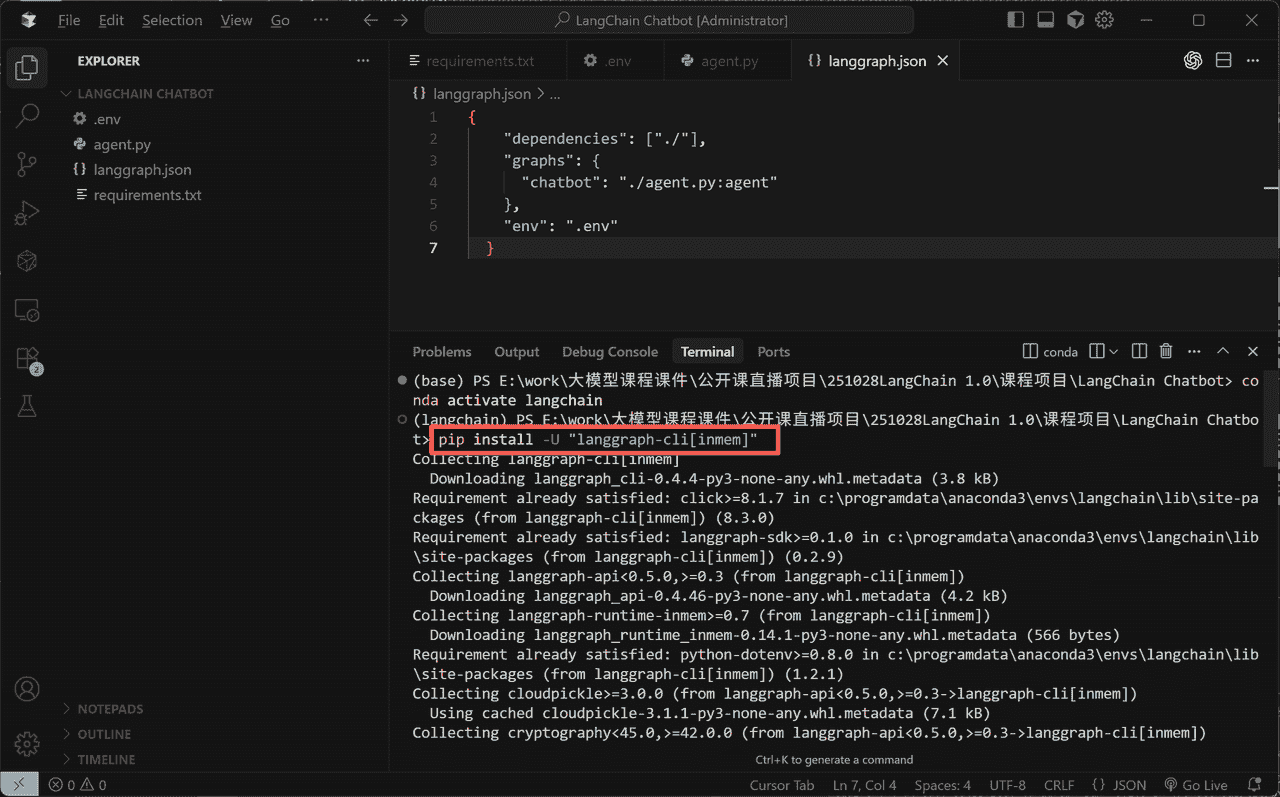 File Edit Selection View Go ··· LangChain Chatbot [Administrator]
EXPLORER ···
LANGCHAIN CHATBOT
.env
agent.py
{} langgraph.json
requirements.txt
2
NOTEPADS
OUTLINE
TIMELINE
requirements.txt .env agent.py {} langgraph.json
{} langgraph.json > ...
1 {
2 "dependencies": ["./"],
3 "graphs": {
4 "chatbot": "./agent.py:agent"
5 },
6 "env": ".env"
7 }
Problems Output Debug Console Terminal Ports conda
(base) PS E:\work\大模型课程课件\公开课直播项目\251028LangChain 1.0\课程项目\LangChain Chatbot> co
nda activate langchain
(langchain) PS E:\work\大模型课程课件\公开课直播项目\251028LangChain 1.0\课程项目\LangChain Chatbo
t> pip install -U "langgraph-cli[inmem]"
Collecting langgraph-cli[inmem]
Downloading langgraph_cli-0.4.4-py3-none-any.whl.metadata (3.8 kB)
Requirement already satisfied: click>=8.1.7 in c:\programdata\anaconda3\envs\langchain\lib\site-pa
ckages (from langgraph-cli[inmem]) (8.3.0)
Requirement already satisfied: langgraph-sdk>=0.1.0 in c:\programdata\anaconda3\envs\langchain\lib
\site-packages (from langgraph-cli[inmem]) (0.2.9)
Collecting langgraph-api<0.5.0,>=0.3 (from langgraph-cli[inmem])
Downloading langgraph_api-0.4.46-py3-none-any.whl.metadata (4.2 kB)
Collecting langgraph-runtime-inmem>=0.7 (from langgraph-cli[inmem])
Downloading langgraph_runtime_inmem-0.14.1-py3-none-any.whl.metadata (566 bytes)
Requirement already satisfied: python-dotenv>=0.8.0 in c:\programdata\anaconda3\envs\langchain\lib
\site-packages (from langgraph-cli[inmem]) (1.2.1)
Collecting cloudpickle>=3.0.0 (from langgraph-api<0.5.0,>=0.3->langgraph-cli[inmem])
Using cached cloudpickle-3.1.1-py3-none-any.whl.metadata (7.1 kB)
Collecting cryptography<45.0,>=42.0.0 (from langgraph-api<0.5.0,>=0.3->langgraph-cli[inmem])
Ctrl+K to generate a command
0 0 Cursor Tab Ln 7, Col 4 Spaces: 4 UTF-8 CRLF {} JSON Go Live